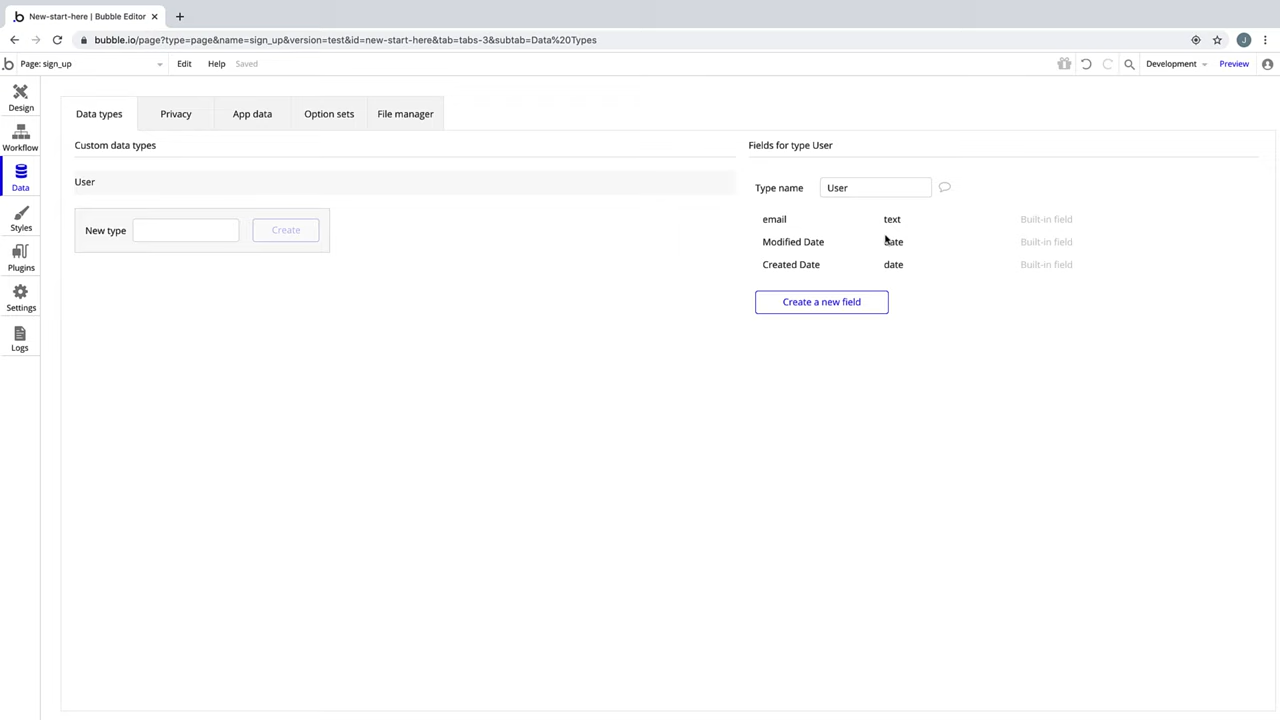 New-start-here | Bubble Editor
bubble.io/page?type=page&name=sign_up&version=test&id=new-start-here&tab=tabs-3&subtab=Data%20Types
J
b Page: sign_up
Edit Help Saved
Development Preview
Design
Workflow
Data
Styles
Plugins
Settings
Logs
Data types Privacy App data Option sets File manager
Custom data types
User
New type Create
Fields for type User
Type name User
email text Built-in field
Modified Date date Built-in field
Created Date date Built-in field
Create a new field